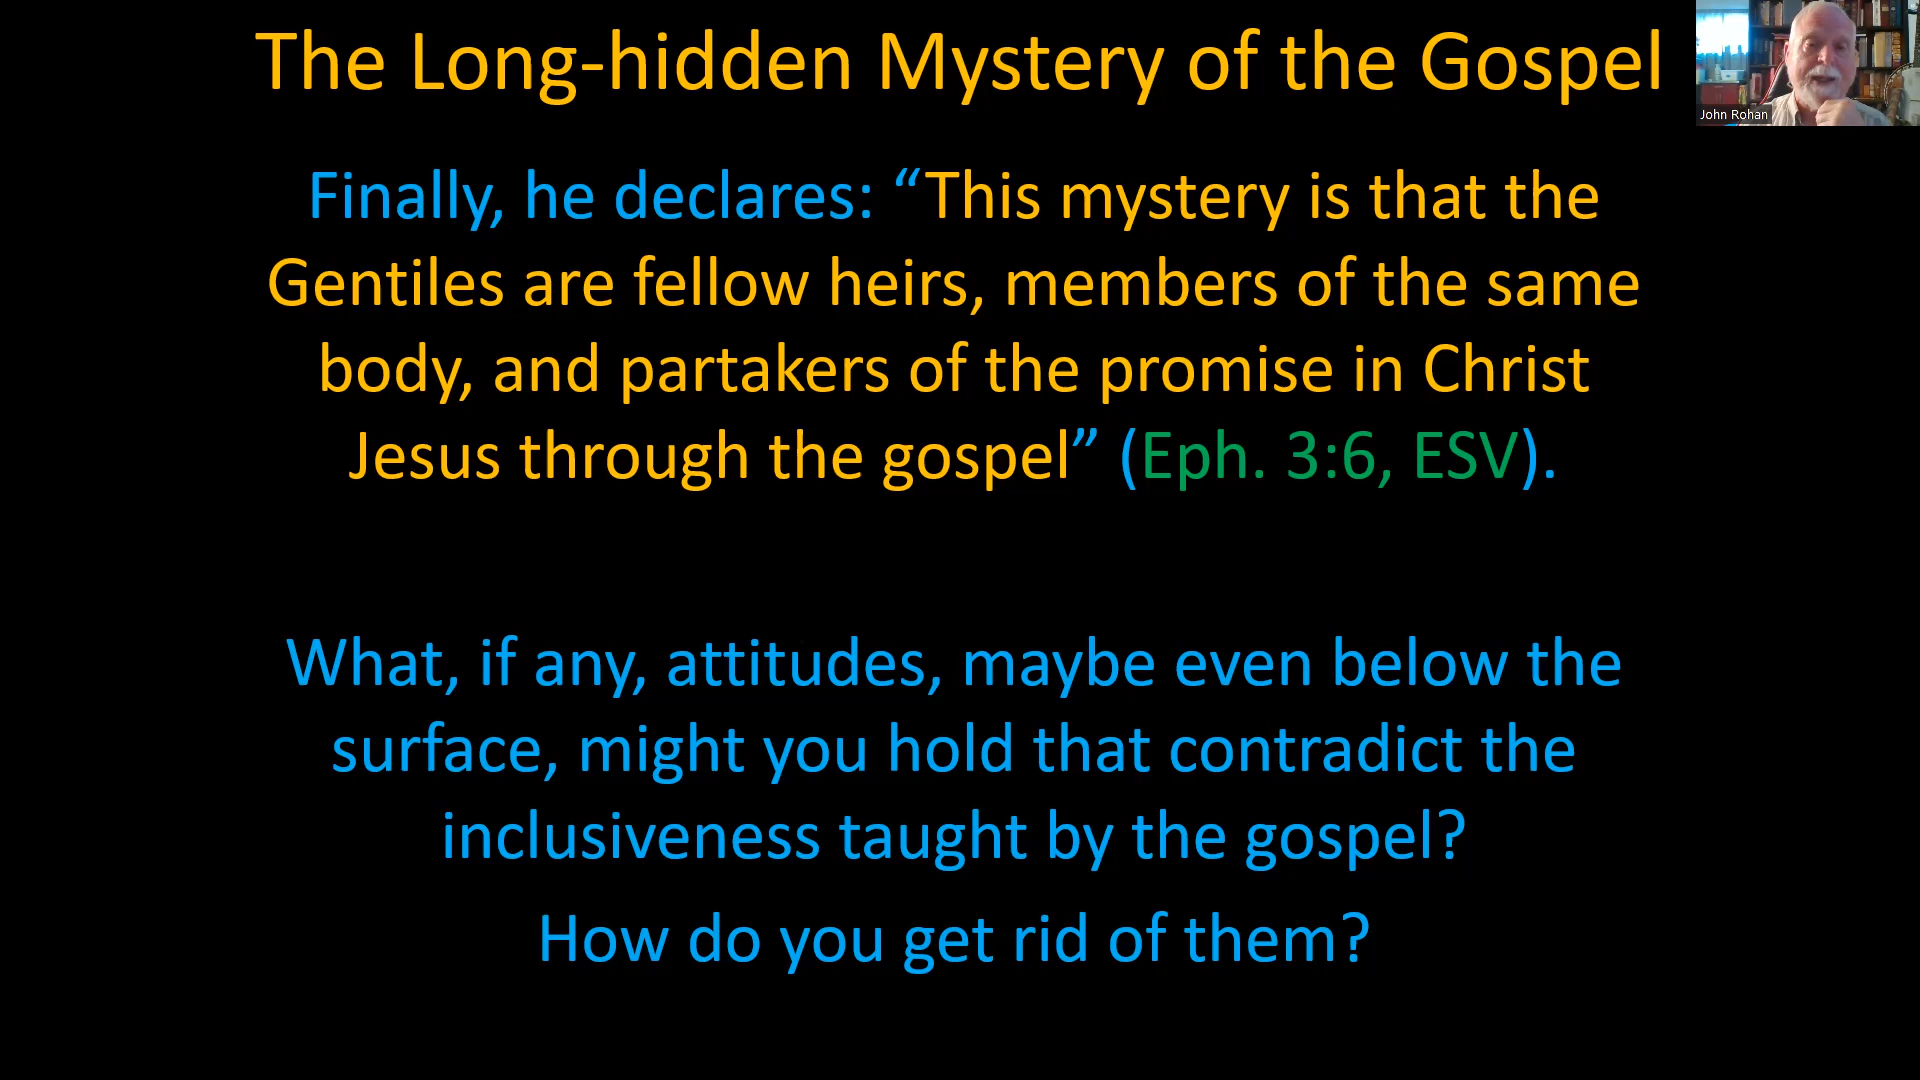 The Long-hidden Mystery of the Gospel
John Rohan
Finally, he declares: “This mystery is that the
Gentiles are fellow heirs, members of the same
body, and partakers of the promise in Christ
Jesus through the gospel” (Eph. 3:6, ESV).
What, if any, attitudes, maybe even below the
surface, might you hold that contradict the
inclusiveness taught by the gospel?
How do you get rid of them?